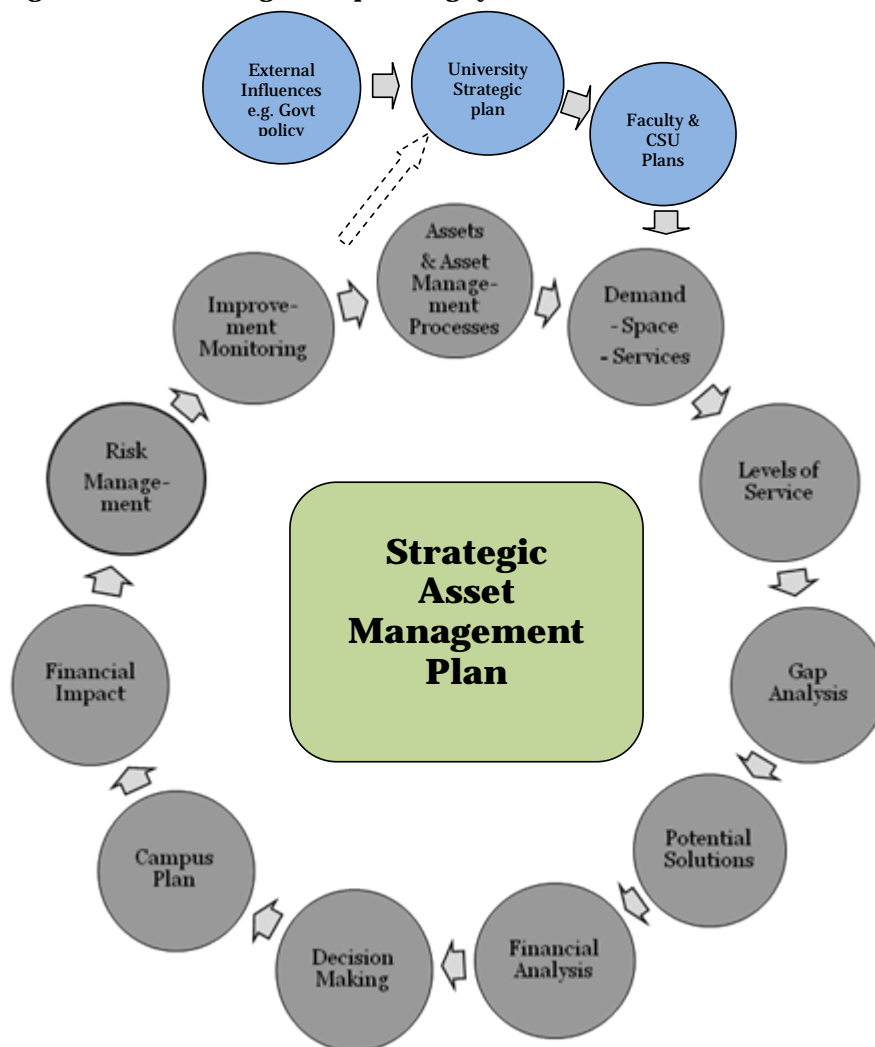 External
Influences
e.g. Govt
policy
University
Strategic
plan
Faculty &
CSU
Plans
Assets
& Asset
Manage-
ment
Processes
Demand
- Space
- Services
Levels of
Service
Gap
Analysis
Potential
Solutions
Financial
Analysis
Decision
Making
Campus
Plan
Financial
Impact
Risk
Manage-
ment
Improve-
ment
Monitoring
Strategic
Asset
Management
Plan